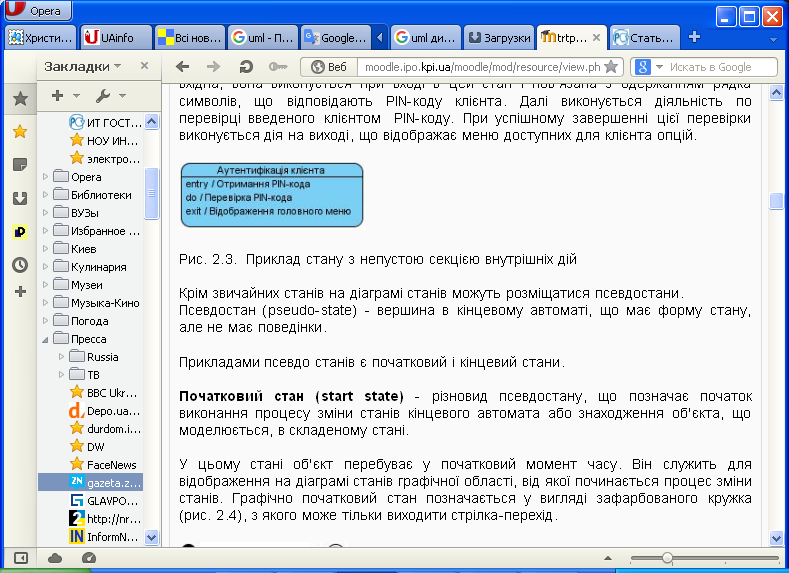 Opera
Христи...
UAinfo
Всі нов...
uml - П...
Google...
uml ди...
Загрузки
trtp...
Стать...
Закладки
Веб
moodle.ipo.kpi.ua/moodle/mod/resource/view.ph
Искать в Google
ИТ ГОСТ...
НОУ ИН...
электро...
Opera
Библиотеки
ВУЗы
Избранное ...
Киев
Кулинария
Музеи
Музыка-Кино
Погода
Пресса
Russia
ТВ
BBC Ukr...
Depo.ua...
durdom.i...
DW
FaceNews
gazeta.z...
GLAVPO...
http://nr...
InformN...
вхідна, вона виконується при вході в цей стан і пов'язана з одержанням рядка
символів, що відповідають PIN-коду клієнта. Далі виконується діяльність по
перевірці введеного клієнтом PIN-коду. При успішному завершенні цієї перевірки
виконується дія на виході, що відображає меню доступних для клієнта опцій.
Аутентифікація клієнта
entry / Отримання PIN-кода
do / Перевірка PIN-кода
exit / Відображення головного меню
Рис. 2.3. Приклад стану з непустою секцією внутрішніх дій
Крім звичайних станів на діаграмі станів можуть розміщатися псевдостани.
Псевдостан (pseudo-state) - вершина в кінцевому автоматі, що має форму стану,
але не має поведінки.
Прикладами псевдо станів є початковий і кінцевий стани.
Початковий стан (start state) - різновид псевдостану, що позначає початок
виконання процесу зміни станів кінцевого автомата або знаходження об'єкта, що
моделюється, в складеному стані.
У цьому стані об'єкт перебуває у початковий момент часу. Він служить для
відображення на діаграмі станів графічної області, від якої починається процес зміни
станів. Графічно початковий стан позначається у вигляді зафарбованого кружка
(рис. 2.4), з якого може тільки виходити стрілка-перехід.